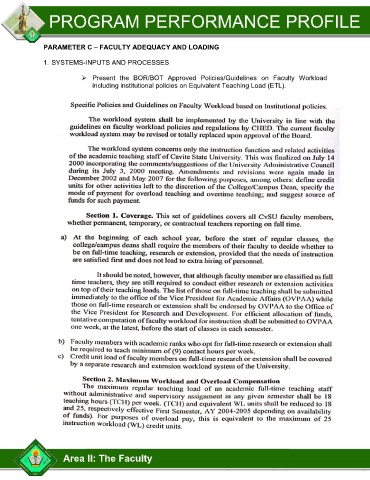 PROGRAM PERFORMANCE PROFILE
PARAMETER C – FACULTY ADEQUACY AND LOADING
1. SYSTEMS-INPUTS AND PROCESSES
➢ Present the BOR/BOT Approved Policies/Guidelines on Faculty Workload
including institutional policies on Equivalent Teaching Load (ETL).
Specific Policies and Guidelines on Faculty Workload based on Institutional policies.
The workload system shall be implemented by the University in line with the
guidelines on faculty workload policies and regulations by CHED. The current faculty
workload system may be revised or totally replaced upon approval of the Board.
The workload system concerns only the instruction function and related activities
of the academic teaching staff of Cavite State University. This was finalized on July 14
2000 incorporating the comments/suggestions of the University Administrative Council
during its July 3, 2000 meeting. Amendments and revisions were again made in
December 2002 and May 2007 for the following purposes, among others: define credit
units for other activities left to the discretion of the College/Campus Dean, specify the
mode of payment for overload teaching and overtime teaching; and suggest source of
funds for such payment.
Section 1. Coverage. This set of guidelines covers all CvSU faculty members,
whether permanent, temporary, or contractual teachers reporting on full time.
a) At the beginning of each school year, before the start of regular classes, the
college/campus deans shall require the members of their faculty to decide whether to
be on full-time teaching, research or extension, provided that the needs of instruction
are satisfied first and does not lead to extra hiring of personnel.
It should be noted, however, that although faculty member are classified as full
time teachers, they are still required to conduct either research or extension activities
on top of their teaching loads. The list of those on full-time teaching shall be submitted
immediately to the office of the Vice President for Academic Affairs (OVPAA) while
those on full-time research or extension shall be endorsed by OVPAA to the Office of
the Vice President for Research and Development. For efficient allocation of funds,
tentative computation of faculty workload for instruction shall be submitted to OVPAA
one week, at the latest, before the start of classes in each semester.
b) Faculty members with academic ranks who opt for full-time research or extension shall
be required to teach minimum of (9) contact hours per week.
c) Credit unit load of faculty members on full-time research or extension shall be covered
by a separate research and extension workload system of the University.
Section 2. Maximum Workload and Overload Compensation
The maximum regular teaching load of an academic full-time teaching staff
without administrative and supervisory assignment in any given semester shall be 18
teaching hours (TCH) per week. (TCH) and equivalent WL units shall be reduced to 18
and 25, respectively effective First Semester, AY 2004-2005 depending on availability
of funds). For purposes of overload pay, this is equivalent to the maximum of 25
instruction workload (WL) credit units.
Area II: The Faculty